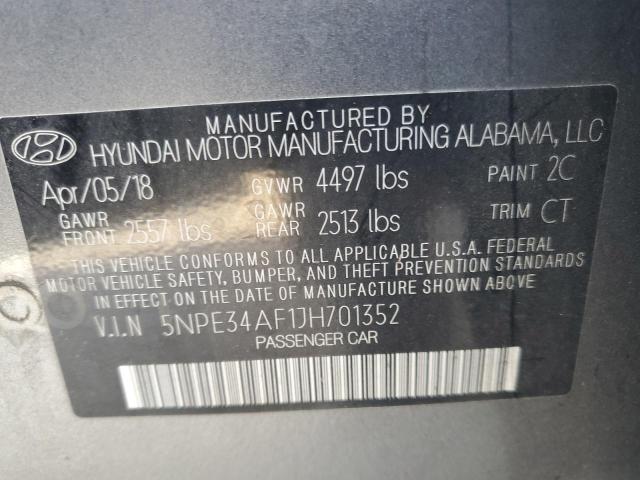 MANUFACTURED BY
HYUNDAI MOTOR MANUFACTURING ALABAMA, LLC
Apr/05/18 GVWR 4497 lbs PAINT 2C
GAWR FRONT 2557 lbs GAWR REAR 2513 lbs TRIM CT
THIS VEHICLE CONFORMS TO ALL APPLICABLE U.S.A. FEDERAL
MOTOR VEHICLE SAFETY, BUMPER, AND THEFT PREVENTION STANDARDS
IN EFFECT ON THE DATE OF MANUFACTURE SHOWN ABOVE.
V.I.N 5NPE34AF1JH701352
PASSENGER CAR